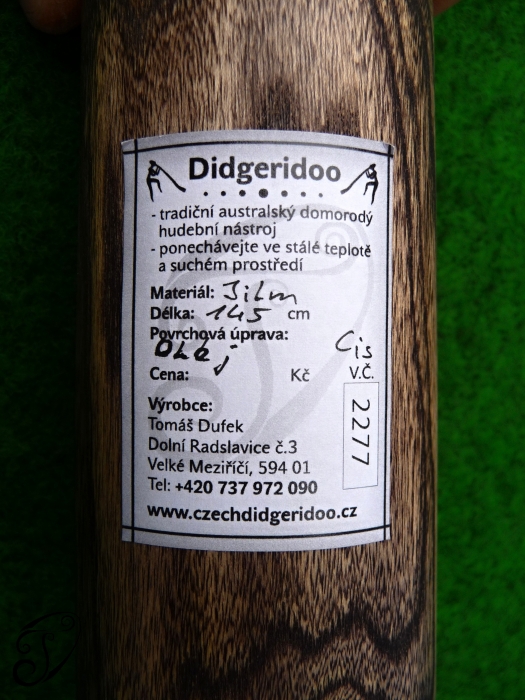 Didgeridoo
- tradiční australský domorodý
hudební nástroj
- ponechávejte ve stálé teplotě
a suchém prostředí
Materiál: Jilm
Délka: 145 cm
Povrchová úprava:
Olej Cis
Cena: Kč V.Č.
2277
Výrobce:
Tomáš Dufek
Dolní Radslavice č.3
Velké Meziříčí, 594 01
Tel: +420 737 972 090
www.czechdidgeridoo.cz